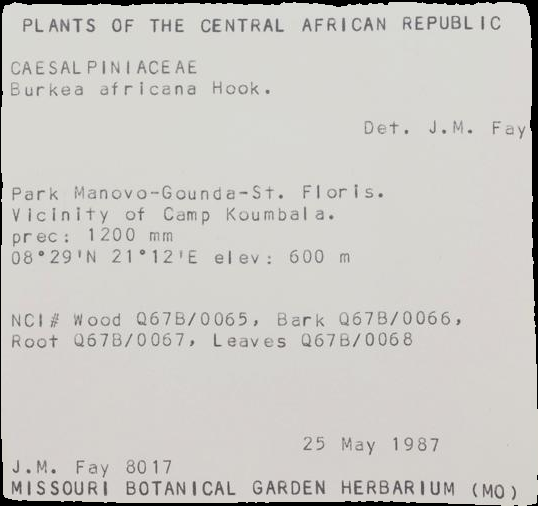 PLANTS OF THE CENTRAL AFRICAN REPUBLIC
CAESALPINIACEAE
Burkea africana Hook.
Det. J.M. Fay
Park Manovo-Gounda-St. Floris.
Vicinity of Camp Koumbala.
prec: 1200 mm
08°29'N 21°12'E elev: 600 m
NCI# Wood Q67B/0065, Bark Q67B/0066,
Root Q67B/0067, Leaves Q67B/0068
25 May 1987
J.M. Fay 8017
MISSOURI BOTANICAL GARDEN HERBARIUM (MO)